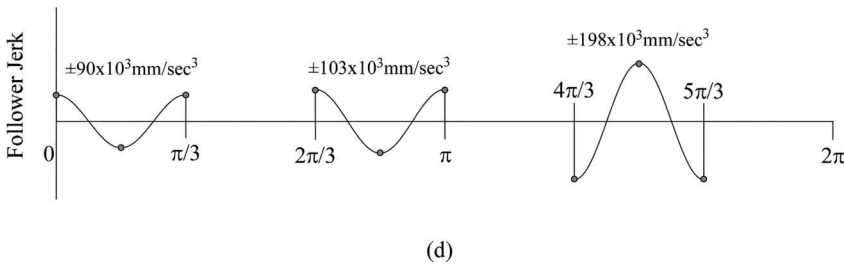 Follower Jerk
±90x10³mm/sec³
±103x10³mm/sec³
±198x10³mm/sec³
4π/3
5π/3
0
π/3
2π/3
π
2π
(d)